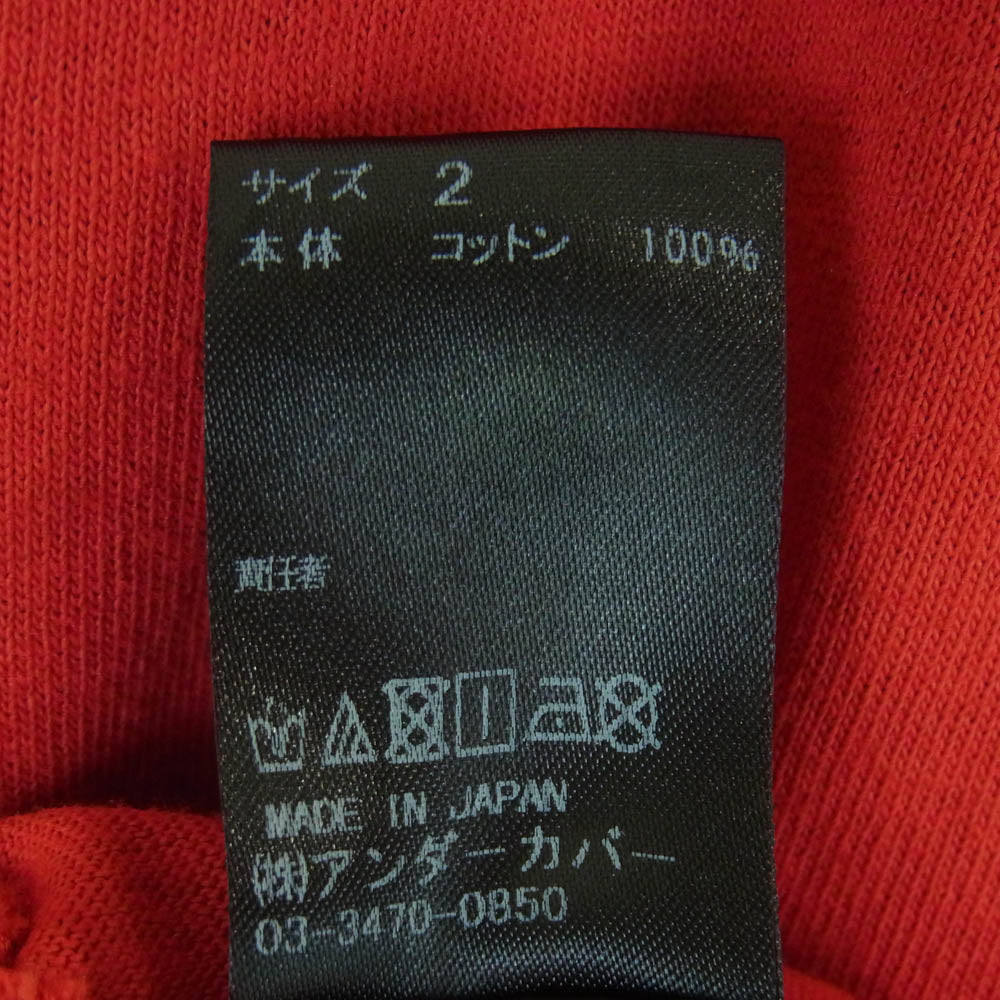 サイズ 2
本体 コットン 100%
責任者
MADE IN JAPAN
㈱アンダーカバー
03-3470-0850